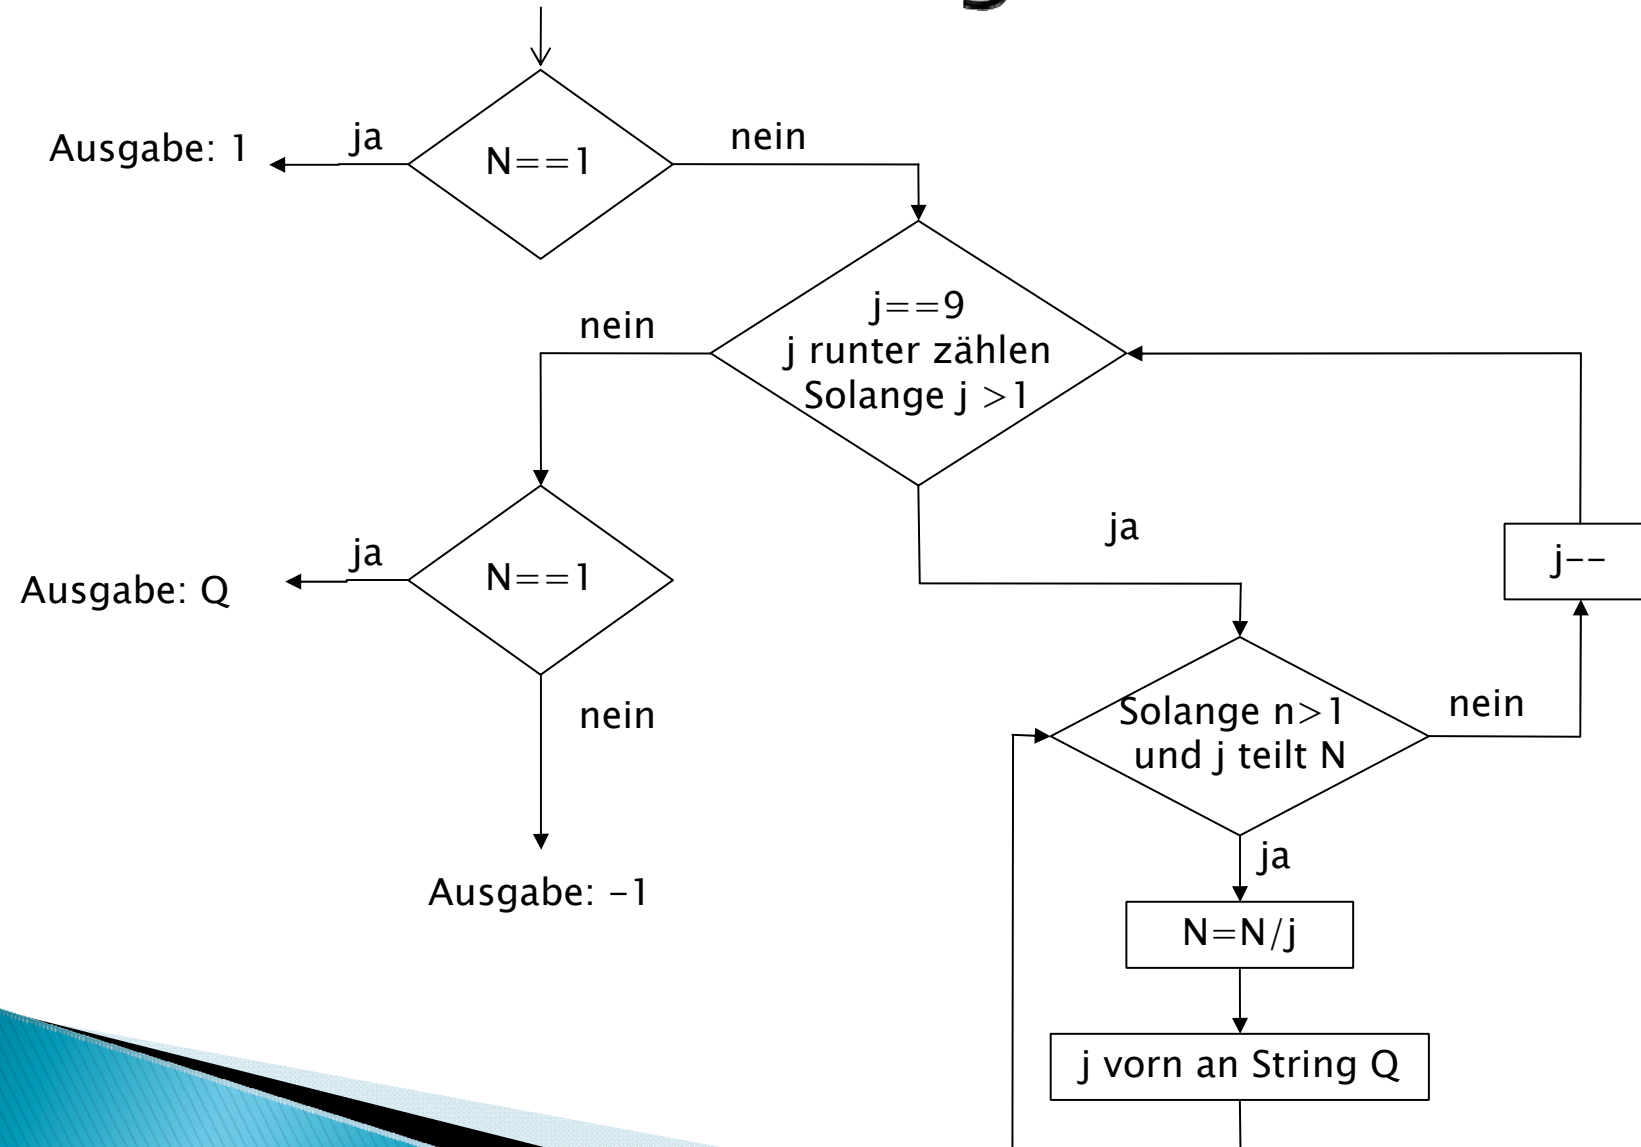 ja
nein
Ausgabe: 1
N==1
j==9
nein
j runter zählen
Solange j >1
ja
ja
j--
N==1
Ausgabe: Q
Solange n>1
nein
nein
und j teilt N
ja
Ausgabe: -1
N=N/j
j vorn an String Q